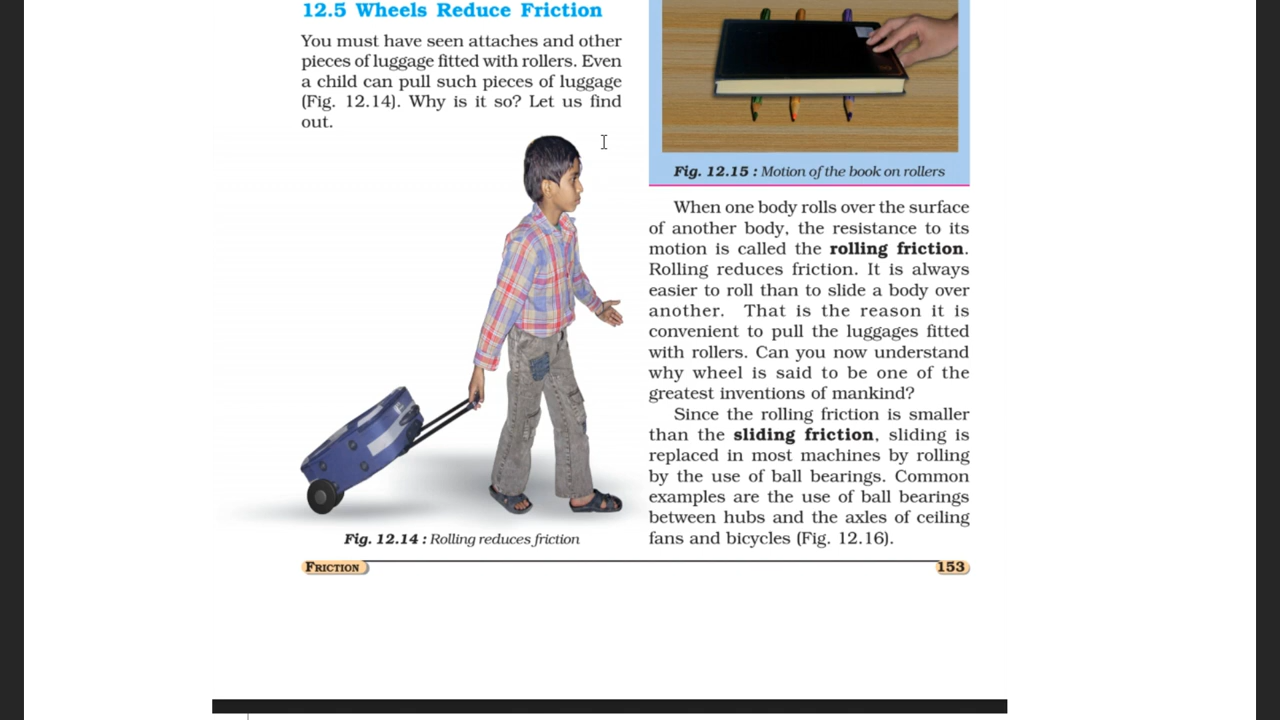 12.5 Wheels Reduce Friction
You must have seen attaches and other
pieces of luggage fitted with rollers. Even
a child can pull such pieces of luggage
(Fig. 12.14). Why is it so? Let us find
out.
Fig. 12.14 : Rolling reduces friction
Fig. 12.15 : Motion of the book on rollers
When one body rolls over the surface
of another body, the resistance to its
motion is called the rolling friction.
Rolling reduces friction. It is always
easier to roll than to slide a body over
another. That is the reason it is
convenient to pull the luggages fitted
with rollers. Can you now understand
why wheel is said to be one of the
greatest inventions of mankind?
Since the rolling friction is smaller
than the sliding friction, sliding is
replaced in most machines by rolling
by the use of ball bearings. Common
examples are the use of ball bearings
between hubs and the axles of ceiling
fans and bicycles (Fig. 12.16).
FRICTION
153